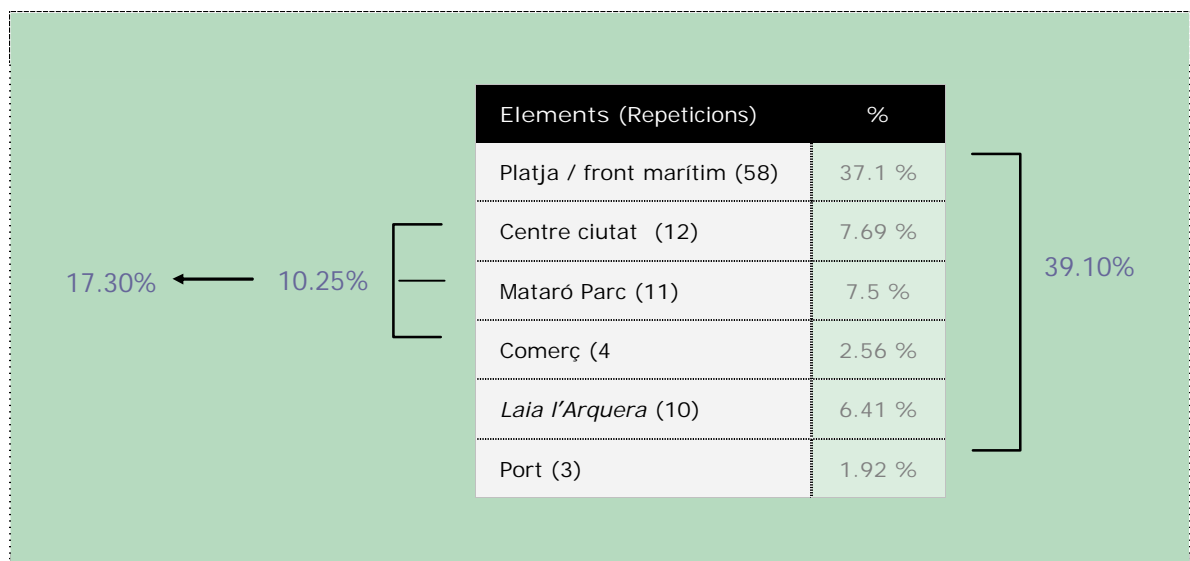 Elements (Repeticions) %
Platja / front marítim (58) 37.1 %
Centre ciutat (12) 7.69 %
Mataró Parc (11) 7.5 %
Comerç (4 2.56 %
Laia l'Arquera (10) 6.41 %
Port (3) 1.92 %
17.30% 10.25%
39.10%